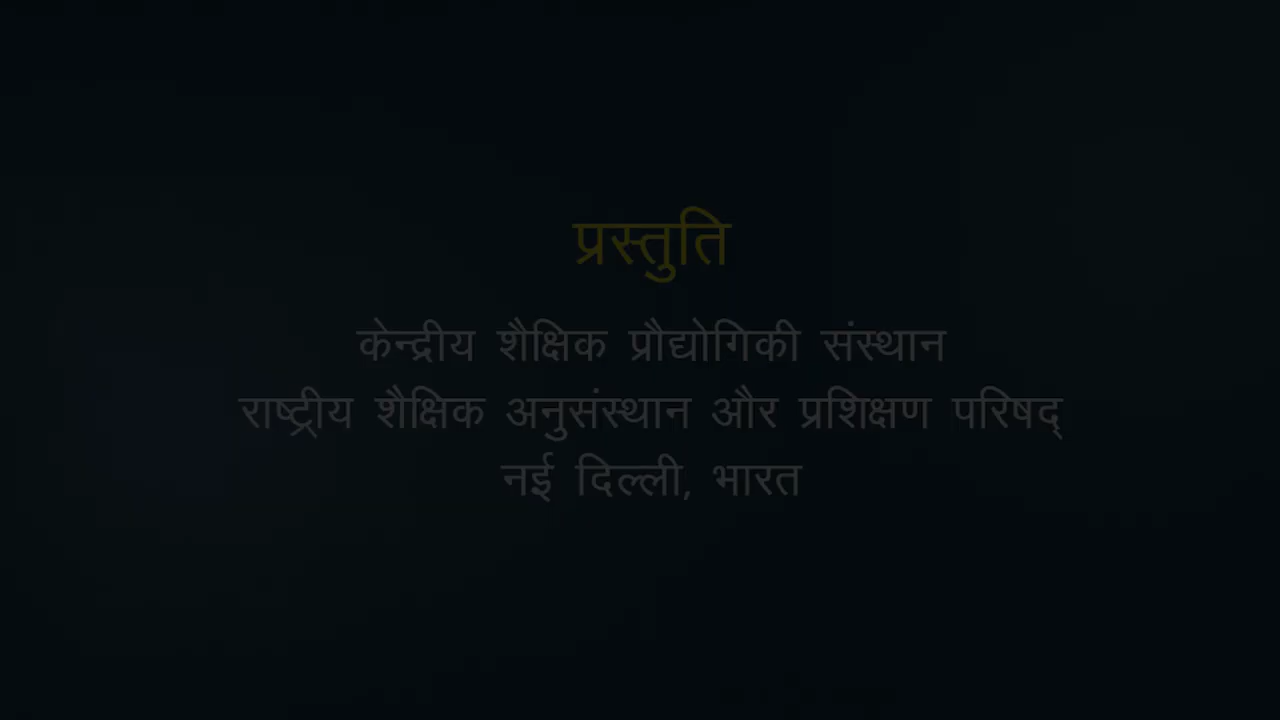 प्रस्तुति
केन्द्रीय शैक्षिक प्रौद्योगिकी संस्थान
राष्ट्रीय शैक्षिक अनुसंस्थान और प्रशिक्षण परिषद्
नई दिल्ली, भारत